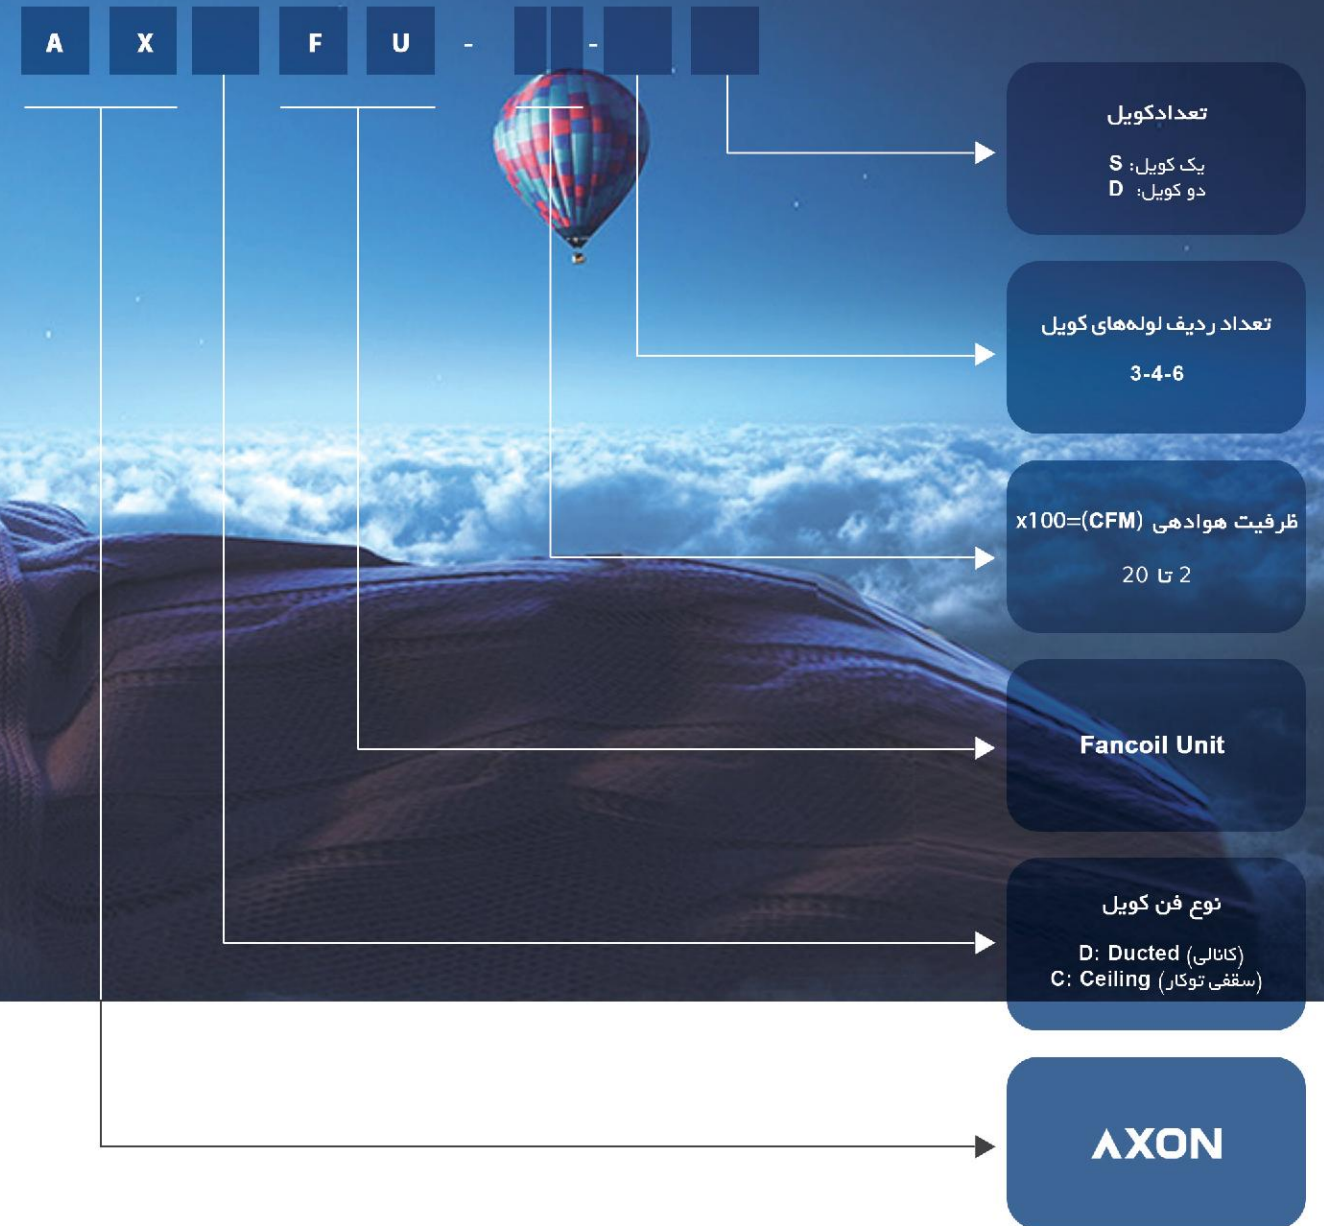 A X F U - -
تعدادکویل
یک کویل: S
دو کویل: D
تعداد ردیف لوله‌های کویل
3-4-6
ظرفیت هوادهی (CFM)=x100
2 تا 20
Fancoil Unit
نوع فن کویل
D: Ducted (کانالی)
C: Ceiling (سقفی توکار)
AXON